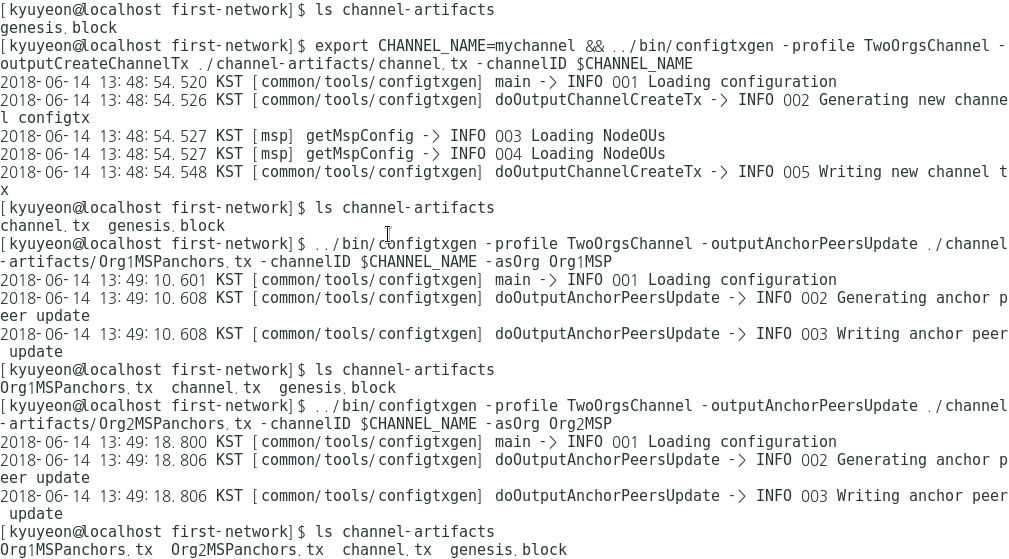 [kyuyeon@localhost first-network]$ ls channel-artifacts
genesis.block
[kyuyeon@localhost first-network]$ export CHANNEL_NAME=mychannel && ../bin/configtxgen -profile TwoOrgsChannel -
outputCreateChannelTx ./channel-artifacts/channel.tx -channelID $CHANNEL_NAME
2018-06-14 13:48:54.520 KST [common/tools/configtxgen] main -> INFO 001 Loading configuration
2018-06-14 13:48:54.526 KST [common/tools/configtxgen] doOutputChannelCreateTx -> INFO 002 Generating new channe
l configtx
2018-06-14 13:48:54.527 KST [msp] getMspConfig -> INFO 003 Loading NodeOUs
2018-06-14 13:48:54.527 KST [msp] getMspConfig -> INFO 004 Loading NodeOUs
2018-06-14 13:48:54.548 KST [common/tools/configtxgen] doOutputChannelCreateTx -> INFO 005 Writing new channel t
x
[kyuyeon@localhost first-network]$ ls channel-artifacts
channel.tx  genesis.block
[kyuyeon@localhost first-network]$ ../bin/configtxgen -profile TwoOrgsChannel -outputAnchorPeersUpdate ./channel
-artifacts/Org1MSPanchors.tx -channelID $CHANNEL_NAME -asOrg Org1MSP
2018-06-14 13:49:10.601 KST [common/tools/configtxgen] main -> INFO 001 Loading configuration
2018-06-14 13:49:10.608 KST [common/tools/configtxgen] doOutputAnchorPeersUpdate -> INFO 002 Generating anchor p
eer update
2018-06-14 13:49:10.608 KST [common/tools/configtxgen] doOutputAnchorPeersUpdate -> INFO 003 Writing anchor peer
 update
[kyuyeon@localhost first-network]$ ls channel-artifacts
Org1MSPanchors.tx  channel.tx  genesis.block
[kyuyeon@localhost first-network]$ ../bin/configtxgen -profile TwoOrgsChannel -outputAnchorPeersUpdate ./channel
-artifacts/Org2MSPanchors.tx -channelID $CHANNEL_NAME -asOrg Org2MSP
2018-06-14 13:49:18.800 KST [common/tools/configtxgen] main -> INFO 001 Loading configuration
2018-06-14 13:49:18.806 KST [common/tools/configtxgen] doOutputAnchorPeersUpdate -> INFO 002 Generating anchor p
eer update
2018-06-14 13:49:18.806 KST [common/tools/configtxgen] doOutputAnchorPeersUpdate -> INFO 003 Writing anchor peer
 update
[kyuyeon@localhost first-network]$ ls channel-artifacts
Org1MSPanchors.tx  Org2MSPanchors.tx  channel.tx  genesis.block